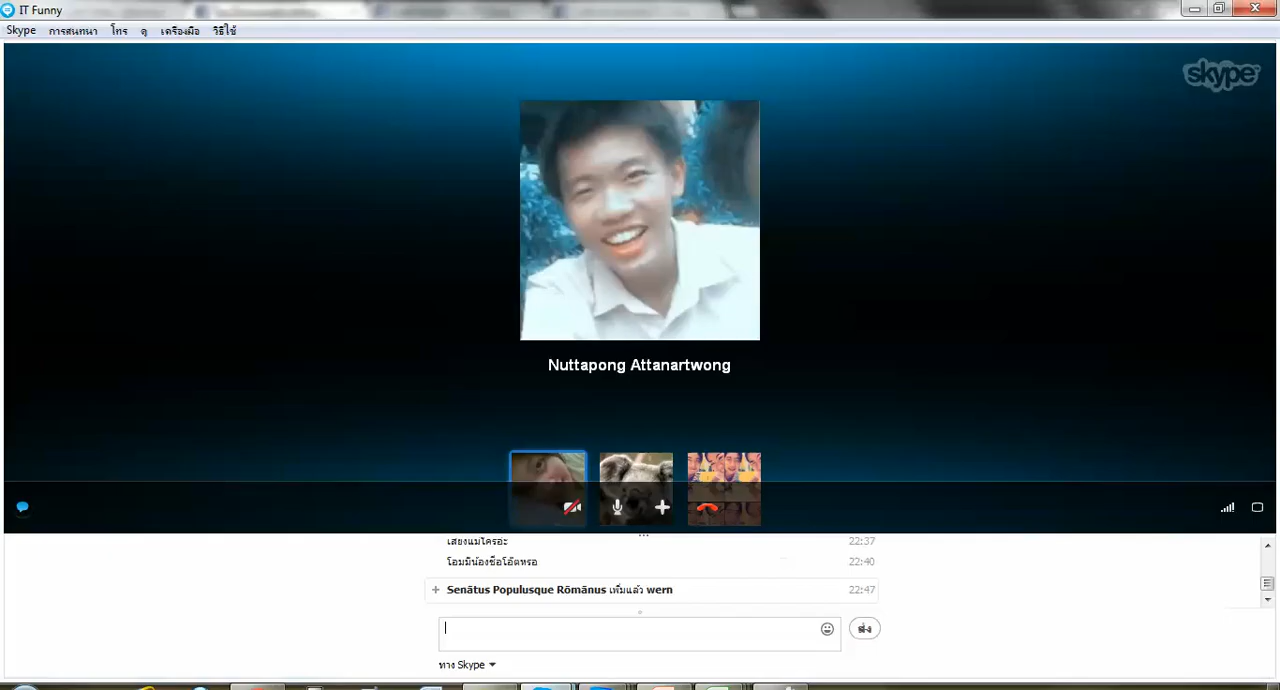 IT Funny
Skype การสนทนา โทร ดู เครื่องมือ วิธีใช้
skype
Nuttapong Attanartwong
เสียงแม่ใครอะ 22:37
โอมมีน้องชื่อโอ๊ตหรอ 22:40
Senātus Populusque Rōmānus เพิ่มแล้ว wern 22:47
ส่ง
ทาง Skype